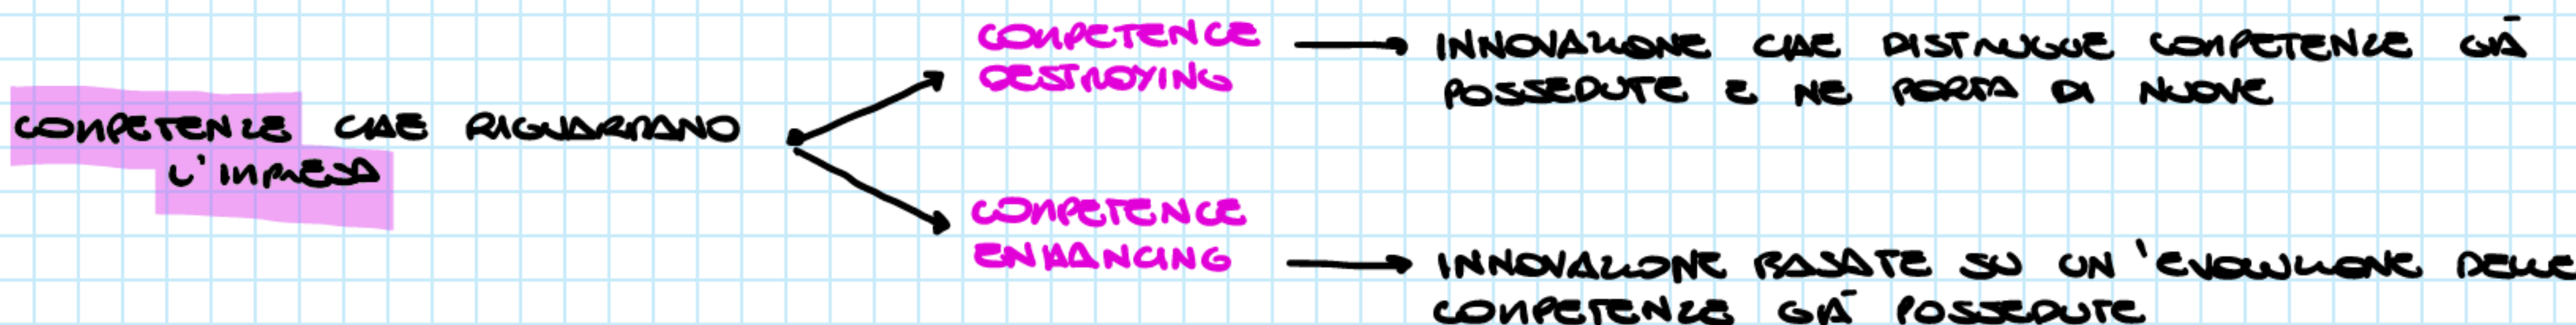 COMPETENZE CHE RIGUARDANO
L'IMPRESA
COMPETENCE
DESTROYING
INNOVAZIONE CHE DISTRUGGE COMPETENZE GIÀ
POSSEDUTE E NE PORTA DI NUOVE
COMPETENCE
ENHANCING
INNOVAZIONE BASATE SU UN'EVOLUZIONE DELLE
COMPETENZE GIÀ POSSEDUTE